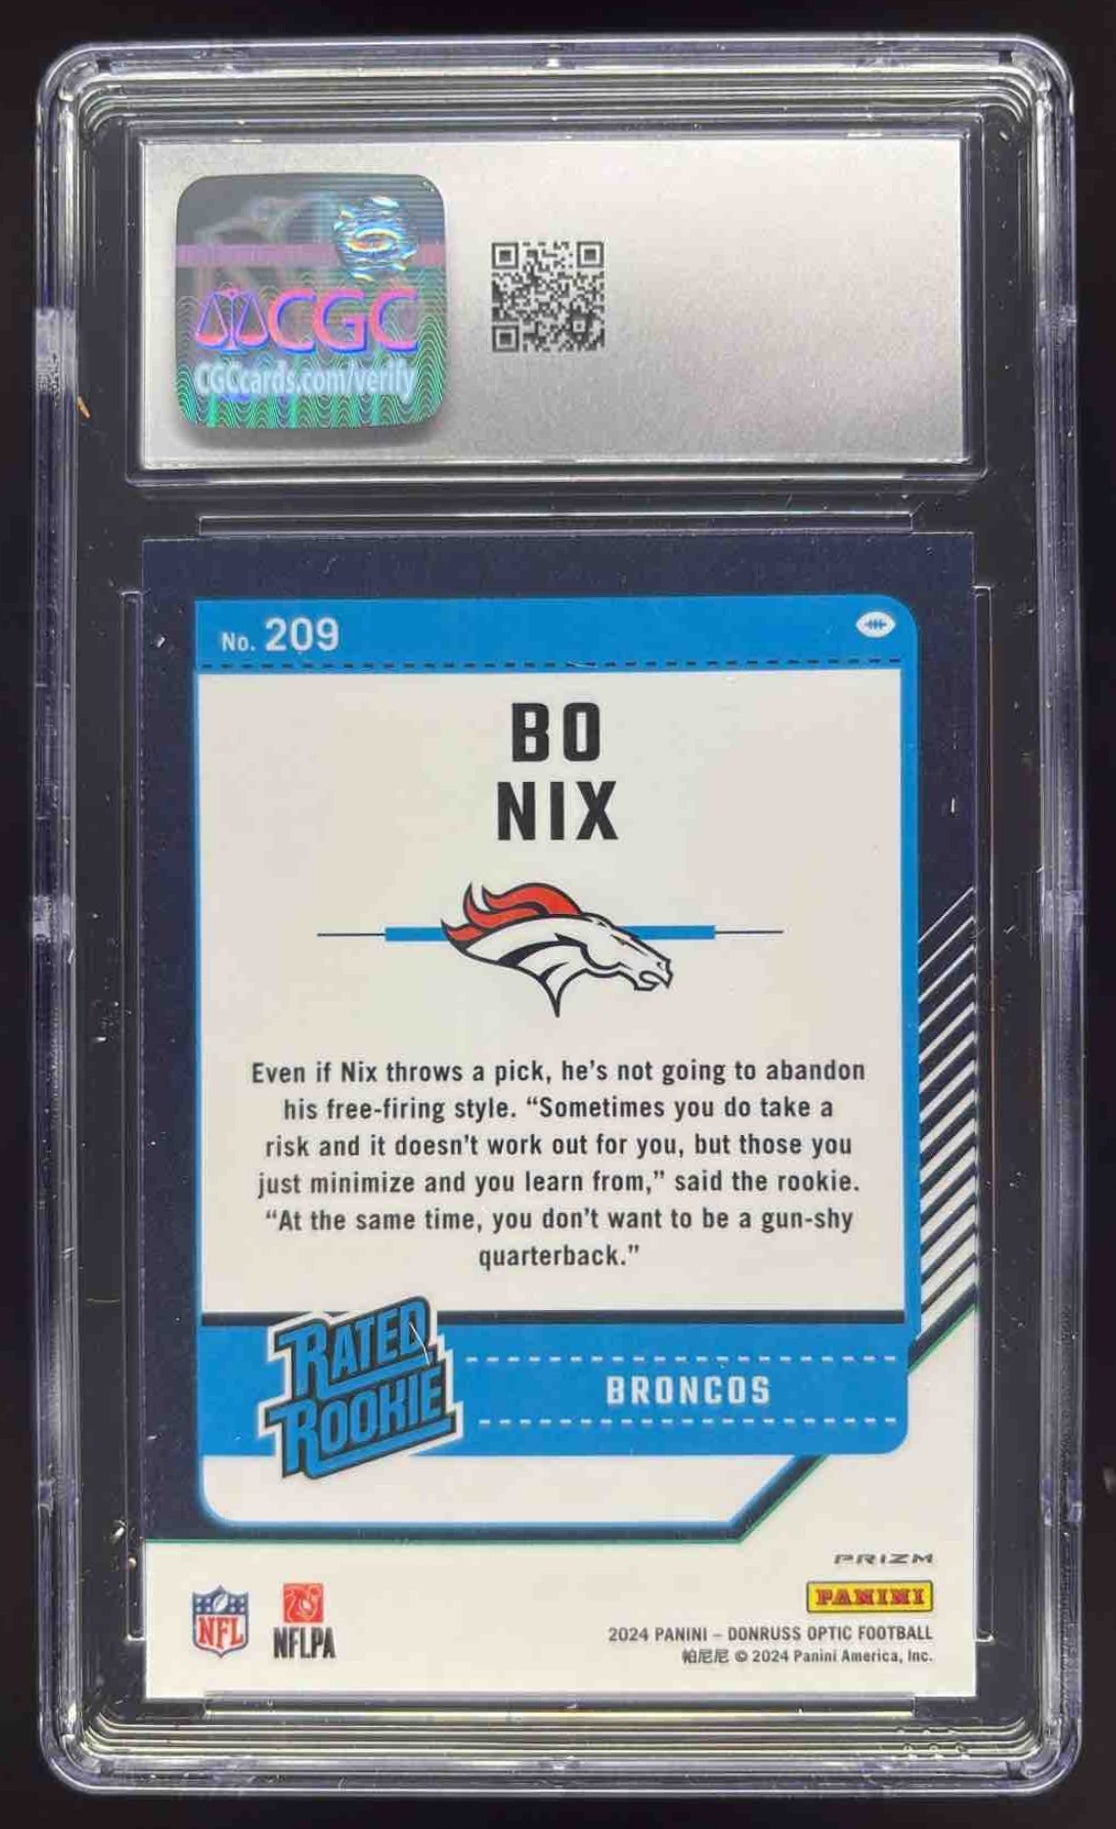 CGC
CGCcards.com/verify
No. 209
BO
NIX
Even if Nix throws a pick, he's not going to abandon
his free-firing style. “Sometimes you do take a
risk and it doesn't work out for you, but those you
just minimize and you learn from,” said the rookie.
“At the same time, you don't want to be a gun-shy
quarterback.”
RATED
ROOKIE
BRONCOS
PRIZM
PANINI
NFL
NFLPA
2024 PANINI – DONRUSS OPTIC FOOTBALL
帕尼尼 © 2024 Panini America, Inc.